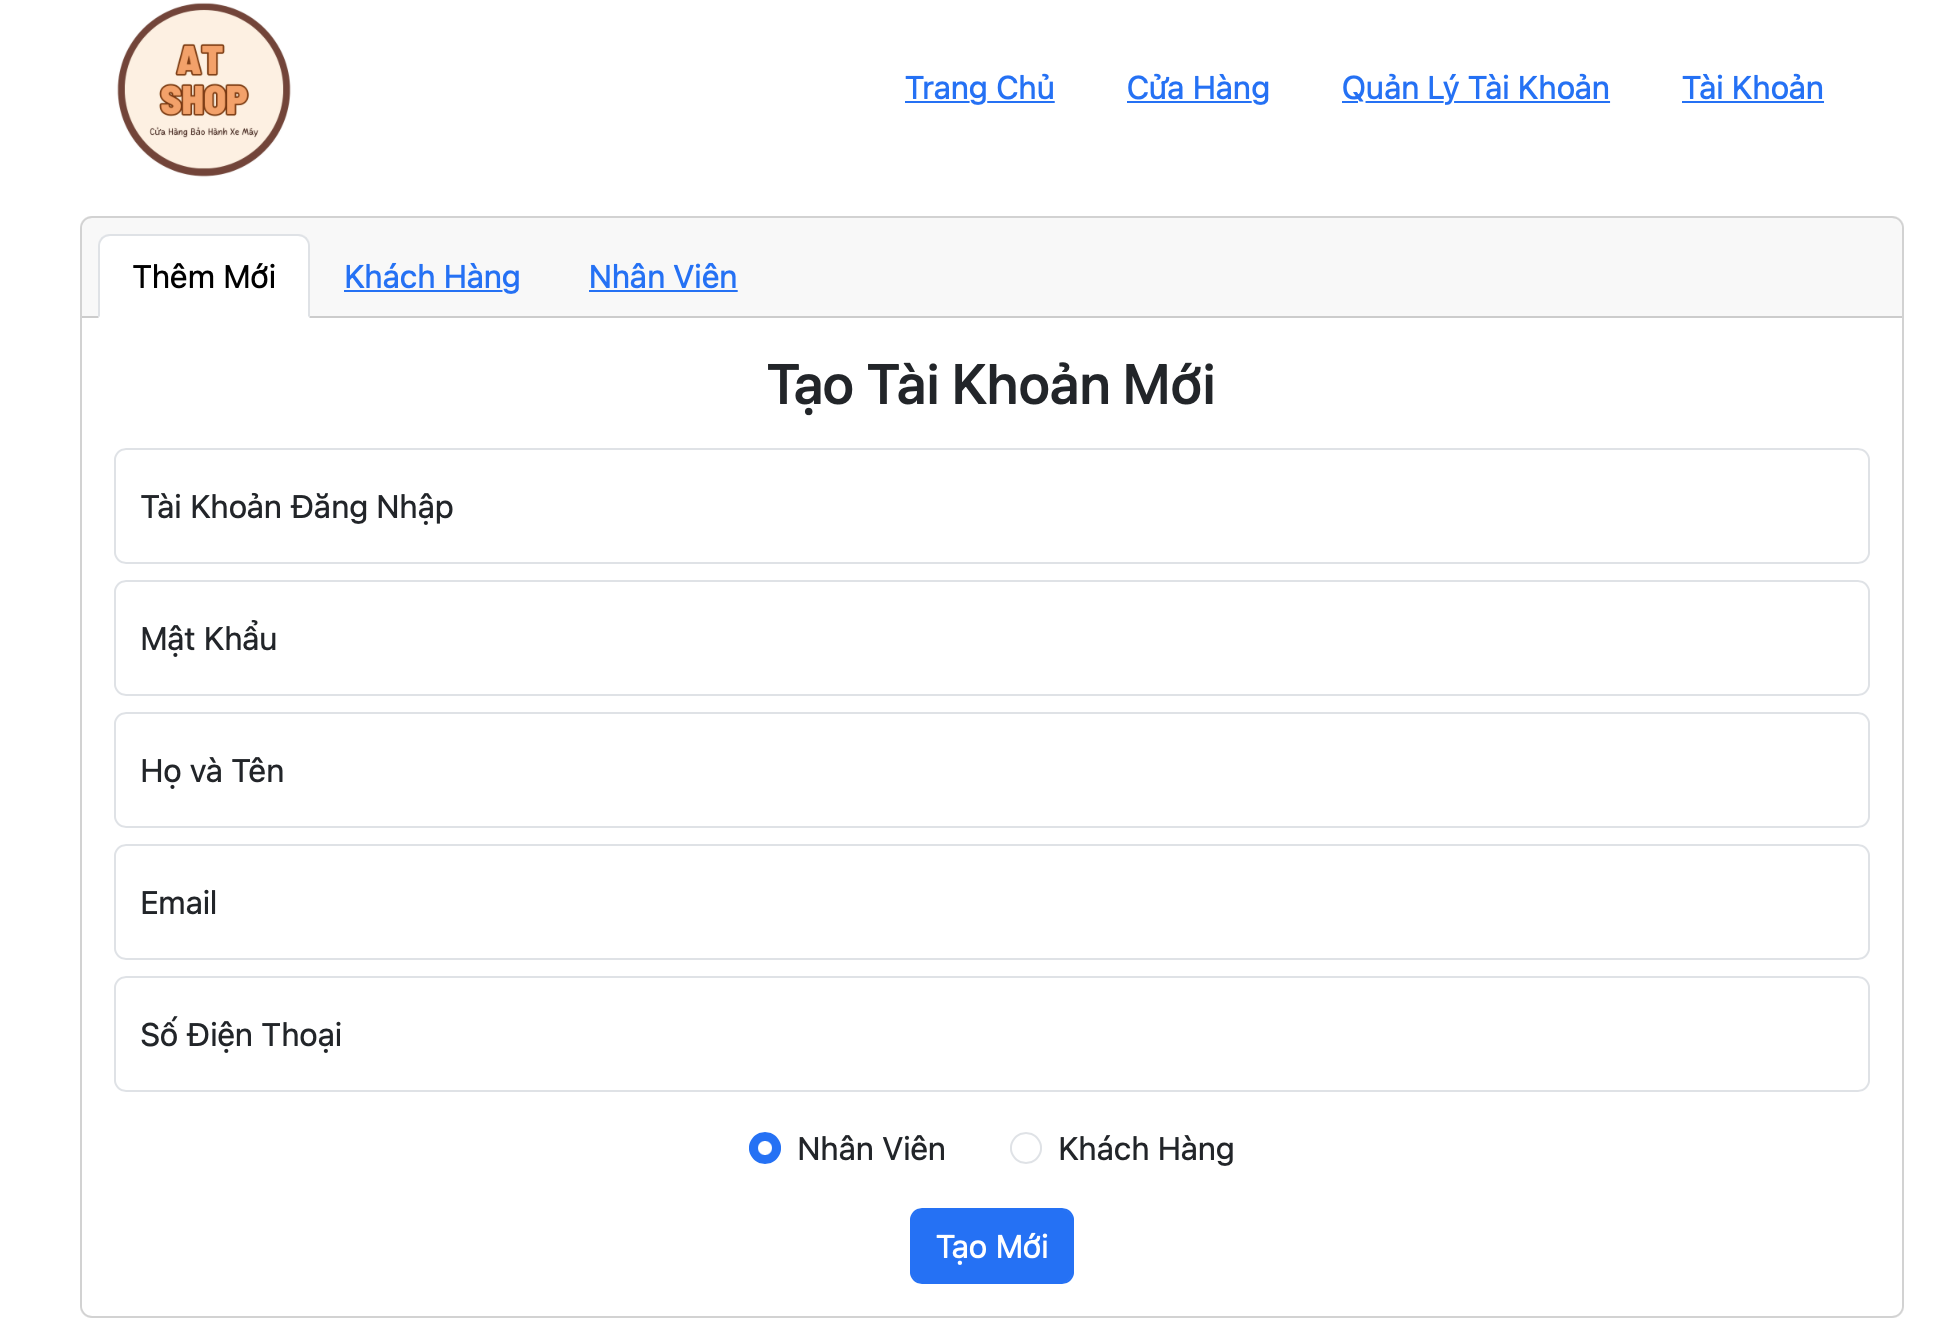 AT
SHOP
Cửa Hàng Bảo Hành Xe Máy
Trang Chủ Cửa Hàng Quản Lý Tài Khoản Tài Khoản
Thêm Mới Khách Hàng Nhân Viên
Tạo Tài Khoản Mới
Tài Khoản Đăng Nhập
Mật Khẩu
Họ và Tên
Email
Số Điện Thoại
Nhân Viên Khách Hàng
Tạo Mới